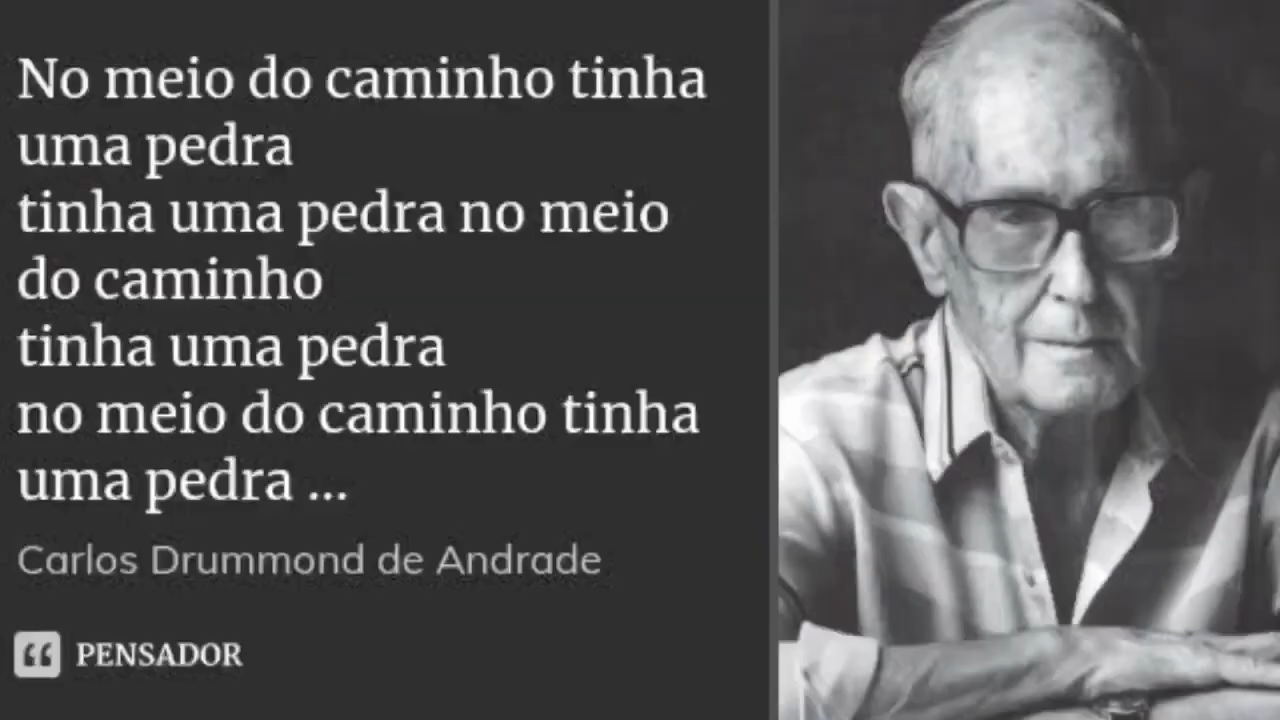 No meio do caminho tinha
uma pedra
tinha uma pedra no meio
do caminho
tinha uma pedra
no meio do caminho tinha
uma pedra ...
Carlos Drummond de Andrade
PENSADOR